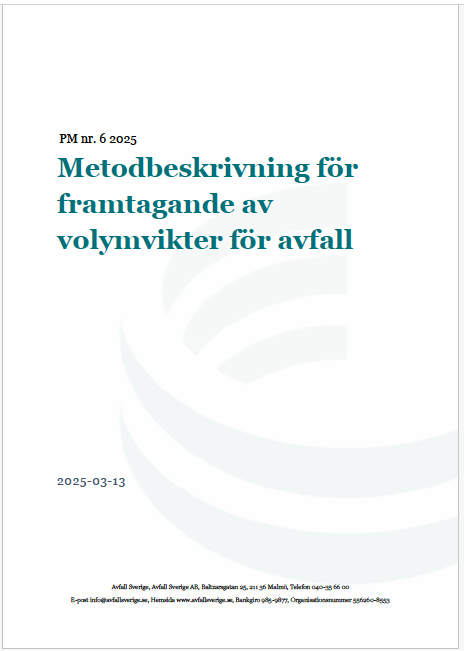 PM nr. 6 2025
Metodbeskrivning för
framtagande av
volymvikter för avfall
2025-03-13
Avfall Sverige, Avfall Sverige AB, Baltzarsgatan 25, 211 36 Malmö, Telefon 040-35 66 00
E-post info@avfallsverige.se, Hemsida www.avfallsverige.se, Bankgiro 985-9877, Organisationsnummer 556260-8553